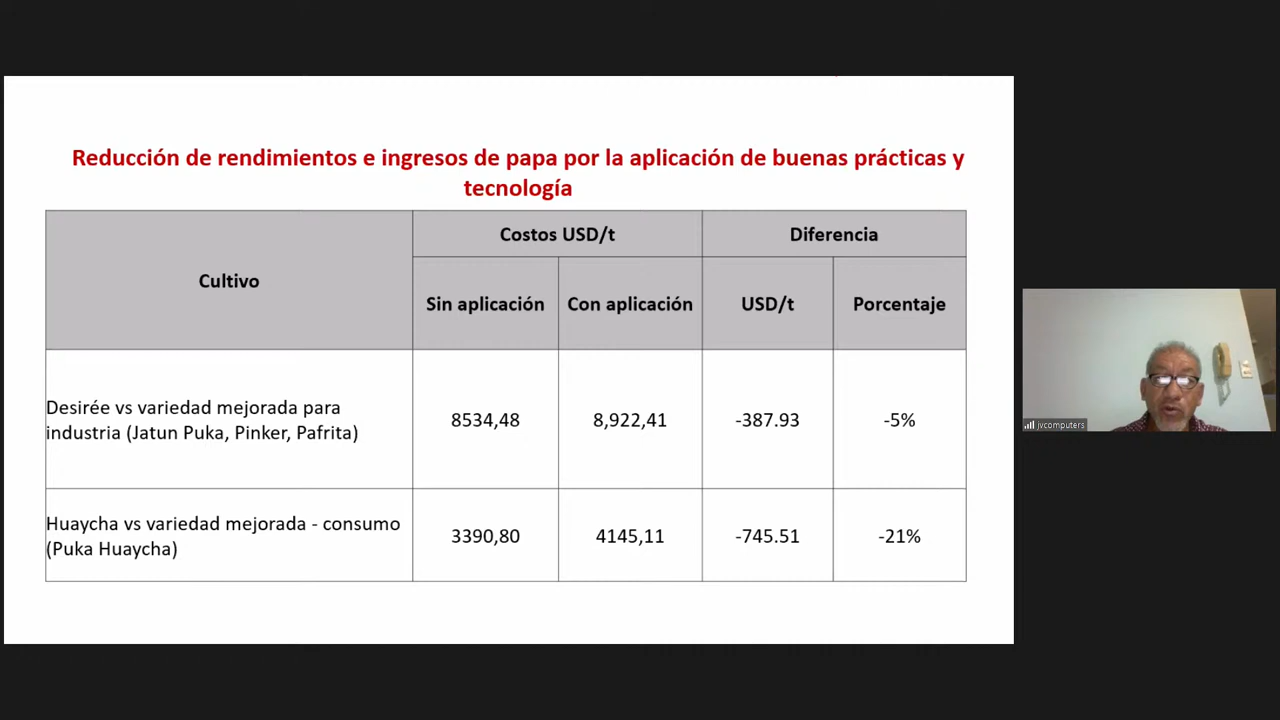 Reducción de rendimientos e ingresos de papa por la aplicación de buenas prácticas y
tecnología
Cultivo
Costos USD/t
Diferencia
Sin aplicación
Con aplicación
USD/t
Porcentaje
Desirée vs variedad mejorada para
industria (Jatun Puka, Pinker, Pafrita)
8534,48
8,922,41
-387.93
-5%
Huaycha vs variedad mejorada - consumo
(Puka Huaycha)
3390,80
4145,11
-745.51
-21%
jvcomputers